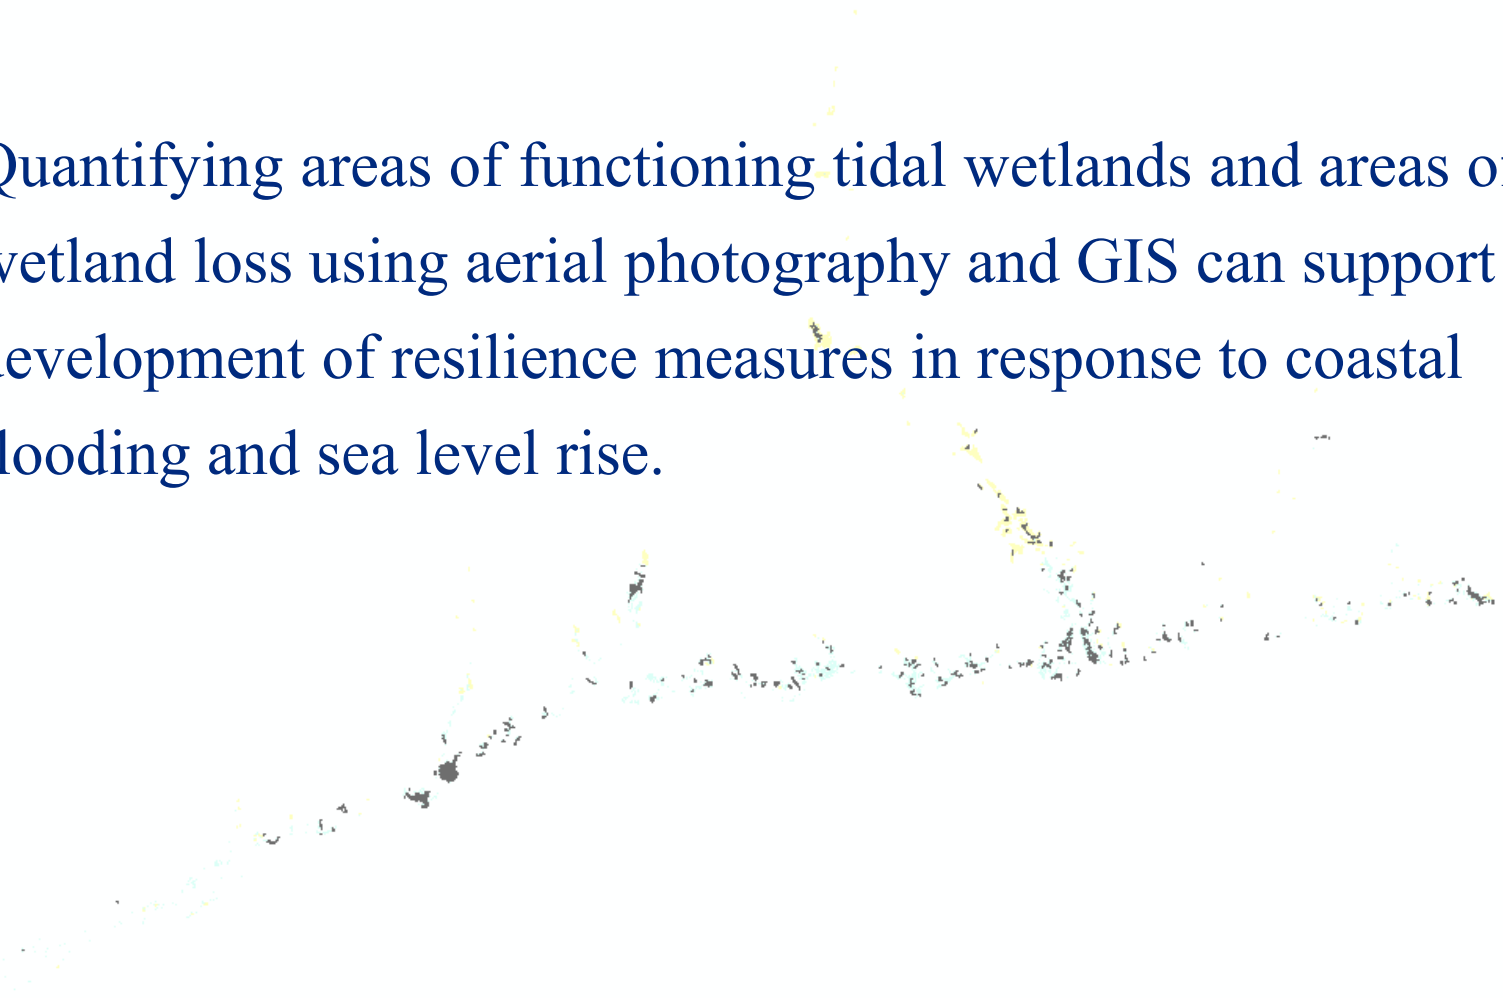 Quantifying areas of functioning tidal wetlands and areas of
wetland loss using aerial photography and GIS can support
development of resilience measures in response to coastal
flooding and sea level rise.